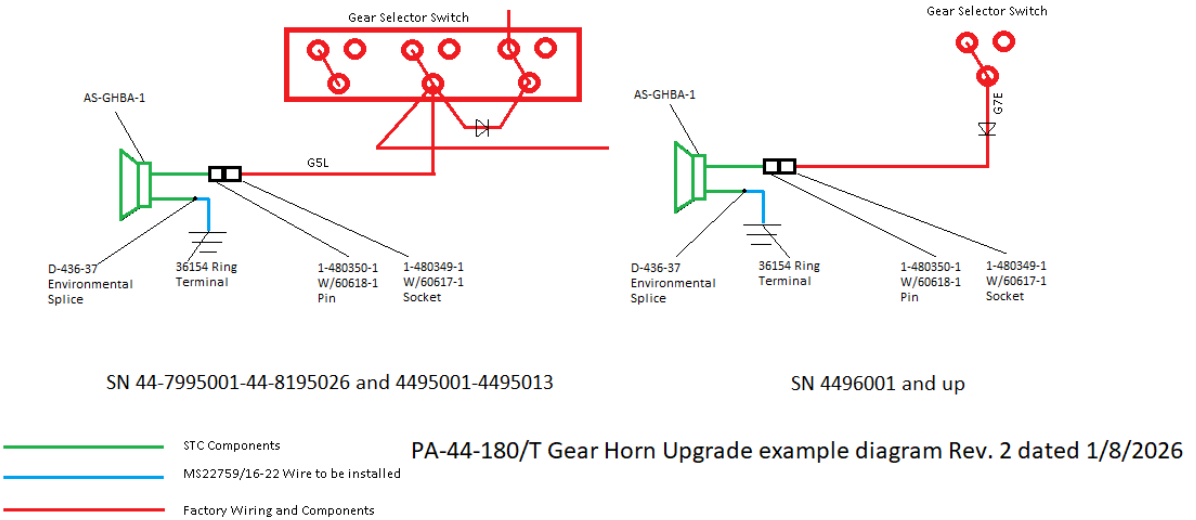 Gear Selector Switch
AS-GHBA-1
G5L
D-436-37
Environmental
Splice
36154 Ring
Terminal
1-480350-1
W/60618-1
Pin
1-480349-1
W/60617-1
Socket
SN 44-7995001-44-8195026 and 4495001-4495013
Gear Selector Switch
AS-GHBA-1
G7E
D-436-37
Environmental
Splice
36154 Ring
Terminal
1-480350-1
W/60618-1
Pin
1-480349-1
W/60617-1
Socket
SN 4496001 and up
STC Components
MS22759/16-22 Wire to be installed
Factory Wiring and Components
PA-44-180/T Gear Horn Upgrade example diagram Rev. 2 dated 1/8/2026